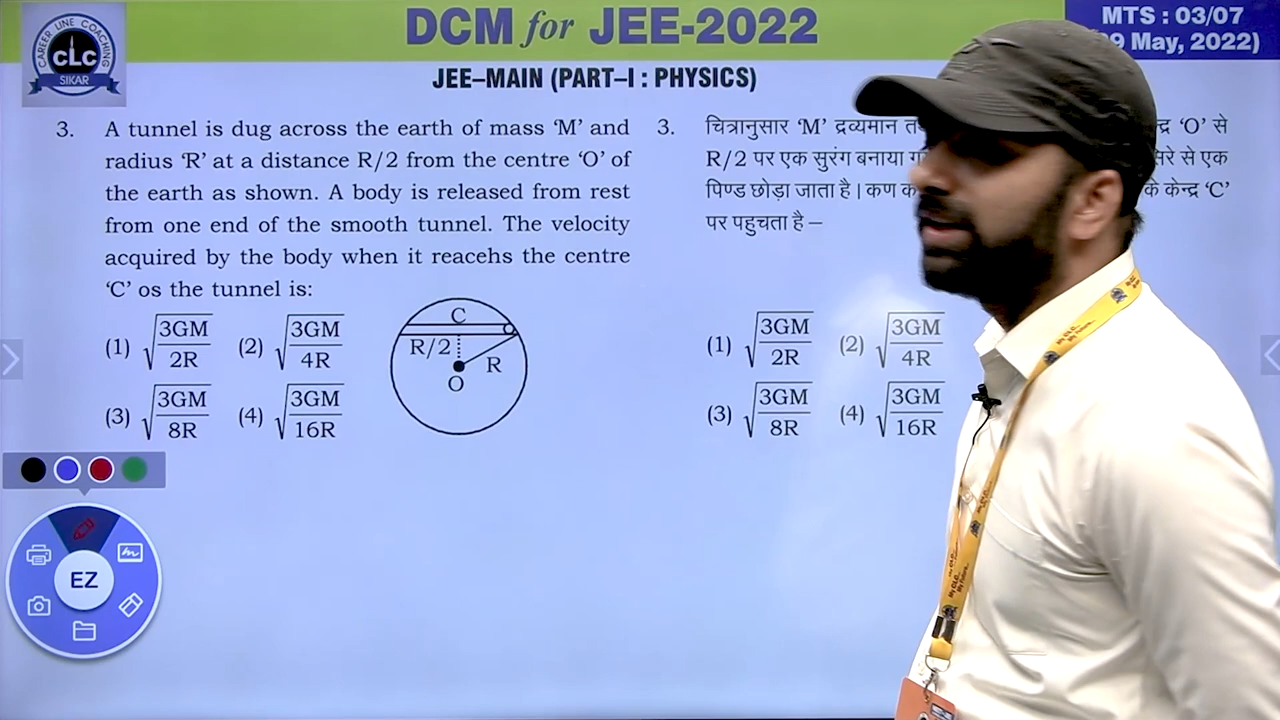 DCM for JEE-2022
MTS : 03/07
9 May, 2022)
CAREER LINE COACHING
CLC
SIKAR
JEE–MAIN (PART–I : PHYSICS)
3. A tunnel is dug across the earth of mass ‘M’ and
radius ‘R’ at a distance R/2 from the centre ‘O’ of
the earth as shown. A body is released from rest
from one end of the smooth tunnel. The velocity
acquired by the body when it reacehs the centre
‘C’ os the tunnel is:
(1) √(3GM/2R) (2) √(3GM/4R)
(3) √(3GM/8R) (4) √(3GM/16R)
C
R/2
R
O
3. चित्रानुसार ‘M’ द्रव्यमान ‘O’ से
R/2 पर एक सुरंग बनाया से एक
पिण्ड छोड़ा जाता है। कण के केन्द्र ‘C’
पर पहुचता है –
(1) √(3GM/2R) (2) √(3GM/4R)
(3) √(3GM/8R) (4) √(3GM/16R)
EZ